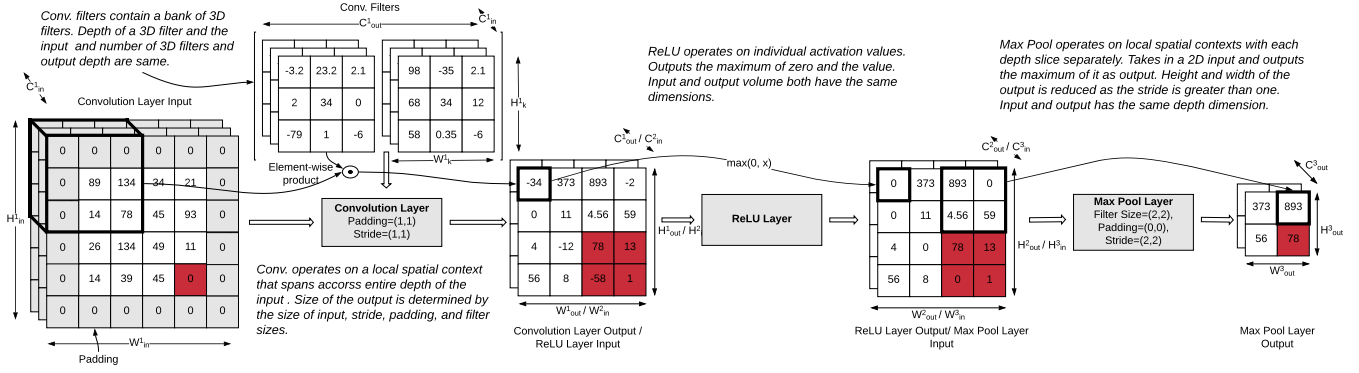 Conv. filters contain a bank of 3D
filters. Depth of a 3D filter and the
input and number of 3D filters and
output depth are same.
C¹in
Convolution Layer Input
H¹in
0 0 0 0 0 0
0 89 134 34 21 0
0 14 78 45 93 0
0 26 134 49 11 0
0 14 39 45 0 0
0 0 0 0 0 0
W¹in
Padding
Conv. Filters
C¹out
C¹in
-3.2 23.2 2.1
2 34 0
-79 1 -6
98 -35 2.1
68 34 12
58 0.35 -6
H¹k
W¹k
Element-wise
product
Convolution Layer
Padding=(1,1)
Stride=(1,1)
Conv. operates on a local spatial context
that spans accorss entire depth of the
input . Size of the output is determined by
the size of input, stride, padding, and filter
sizes.
C¹out / C²in
-34 373 893 -2
0 11 4.56 59
4 -12 78 13
56 8 -58 1
H¹out / H²
W¹out / W²in
Convolution Layer Output /
ReLU Layer Input
ReLU operates on individual activation values.
Outputs the maximum of zero and the value.
Input and output volume both have the same
dimensions.
max(0, x)
ReLU Layer
C²out / C³in
0 373 893 0
0 11 4.56 59
4 0 78 13
56 8 0 1
H²out / H³in
W²out / W³in
ReLU Layer Output/ Max Pool Layer
Input
Max Pool operates on local spatial contexts with each
depth slice separately. Takes in a 2D input and outputs
the maximum of it as output. Height and width of the
output is reduced as the stride is greater than one.
Input and output has the same depth dimension.
Max Pool Layer
Filter Size=(2,2),
Padding=(0,0),
Stride=(2,2)
C³out
373 893
56 78
H³out
W³out
Max Pool Layer
Output